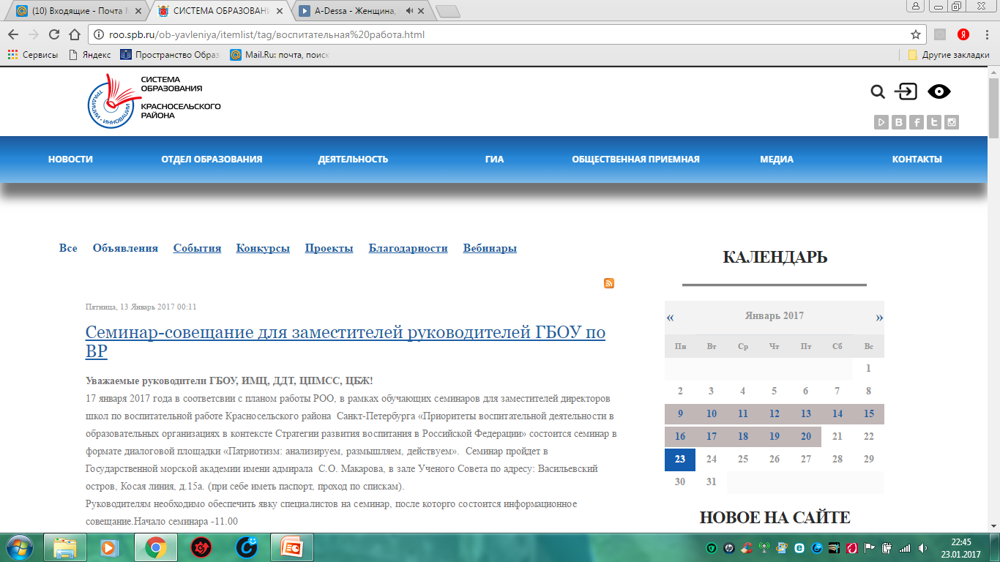 (10) Входящие - Почта
СИСТЕМА ОБРАЗОВАНИ
A-Dessa - Женщина,
roo.spb.ru/ob-yavleniya/itemlist/tag/воспитательная%20работа.html
Сервисы Яндекс Пространство Образ Mail.Ru: почта, поиск Другие закладки
СИСТЕМА
ОБРАЗОВАНИЯ
КРАСНОСЕЛЬСКОГО
РАЙОНА
ТРАДИЦИИ • ИННОВАЦИИ
НОВОСТИ ОТДЕЛ ОБРАЗОВАНИЯ ДЕЯТЕЛЬНОСТЬ ГИА ОБЩЕСТВЕННАЯ ПРИЕМНАЯ МЕДИА КОНТАКТЫ
Все Объявления События Конкурсы Проекты Благодарности Вебинары
Пятница, 13 Январь 2017 00:11
Семинар-совещание для заместителей руководителей ГБОУ по
ВР
Уважаемые руководители ГБОУ, ИМЦ, ДДТ, ЦПМСС, ЦБЖ!
17 января 2017 года в соответсвии с планом работы РОО, в рамках обучающих семинаров для заместителей директоров
школ по воспитательной работе Красносельского района Санкт-Петербурга «Приоритеты воспитательной деятельности в
образовательных организациях в контексте Стратегии развития воспитания в Российской Федерации» состоится семинар в
формате диалоговой площадки «Патриотизм: анализируем, размышляем, действуем». Семинар пройдет в
Государственной морской академии имени адмирала С.О. Макарова, в зале Ученого Совета по адресу: Васильевский
остров, Косая линия, д.15а. (при себе иметь паспорт, проход по спискам).
Руководителям необходимо обеспечить явку специалистов на семинар, после которго состоится информационное
совещание.Начало семинара -11.00
КАЛЕНДАРЬ
« Январь 2017 »
Пн Вт Ср Чт Пт Сб Вс
1
2 3 4 5 6 7 8
9 10 11 12 13 14 15
16 17 18 19 20 21 22
23 24 25 26 27 28 29
30 31
НОВОЕ НА САЙТЕ
22:45
23.01.2017